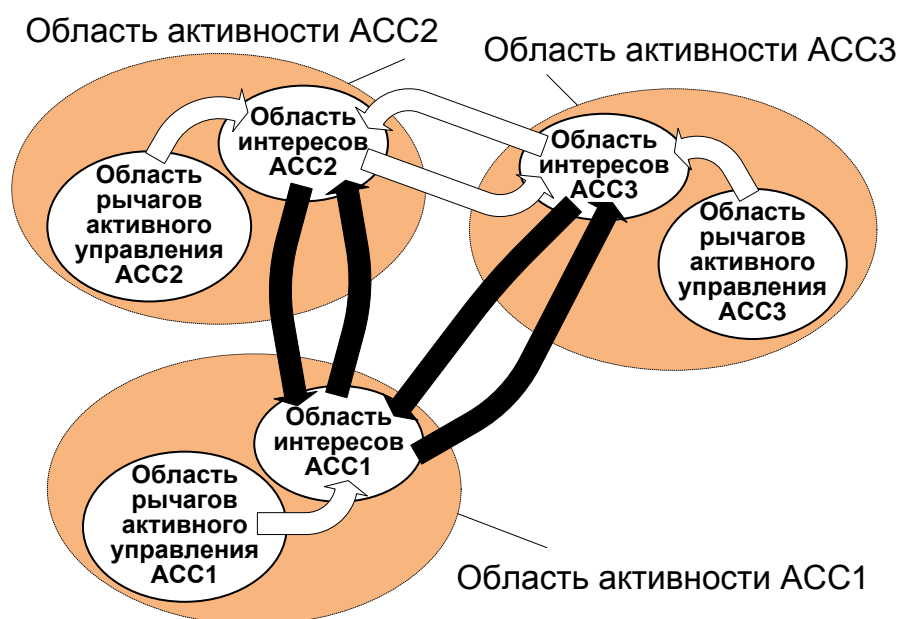 Область активности АСС2
Область активности АСС3
Область
интересов
АСС2
Область
рычагов
активного
управления
АСС2
Область
интересов
АСС3
Область
рычагов
активного
управления
АСС3
Область
интересов
АСС1
Область
рычагов
активного
управления
АСС1
Область активности АСС1